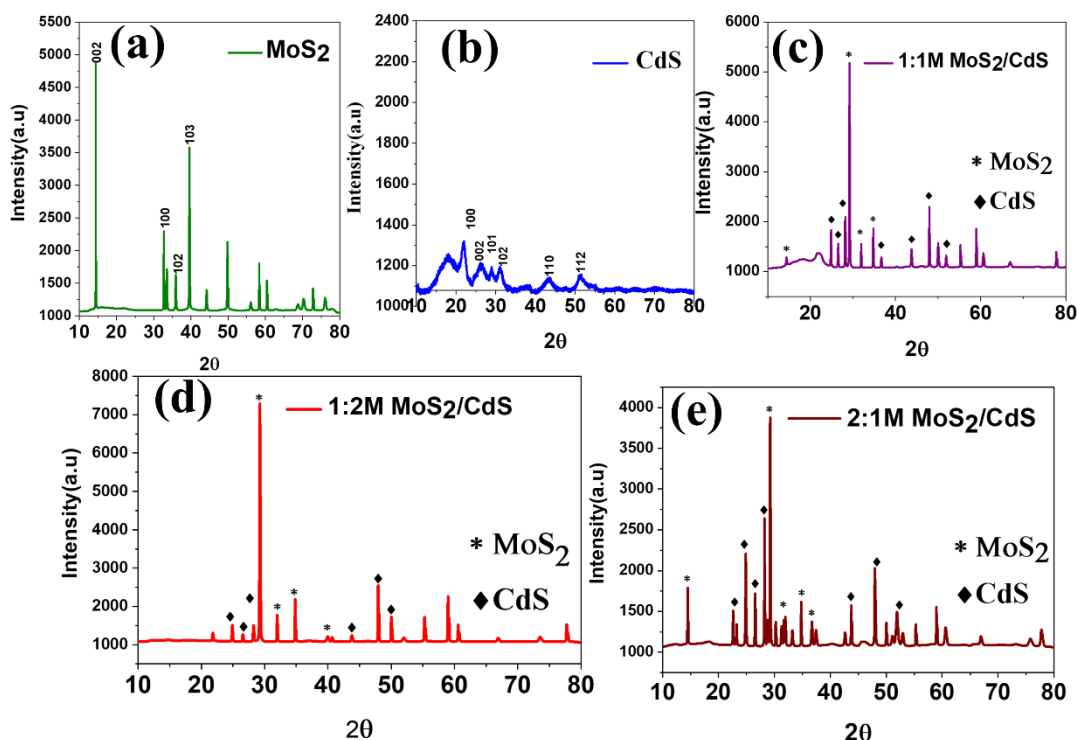 (a)
MoS2
002
100
102
103
Intensity(a.u)
5500
5000
4500
4000
3500
3000
2500
2000
1500
1000
10 20 30 40 50 60 70 80
2θ
(b)
CdS
100
002
101
102
110
112
Intensity(a.u)
2400
2200
2000
1800
1600
1400
1200
1000
10 20 30 40 50 60 70 80
2θ
(c)
1:1M MoS2/CdS
* MoS2
♦ CdS
Intensity(a.u)
6000
5000
4000
3000
2000
1000
20 40 60 80
2θ
(d)
1:2M MoS2/CdS
* MoS2
♦ CdS
Intensity(a.u)
8000
7000
6000
5000
4000
3000
2000
1000
10 20 30 40 50 60 70 80
2θ
(e)
2:1M MoS2/CdS
* MoS2
♦ CdS
Intensity(a.u)
4000
3500
3000
2500
2000
1500
1000
10 20 30 40 50 60 70 80
2θ